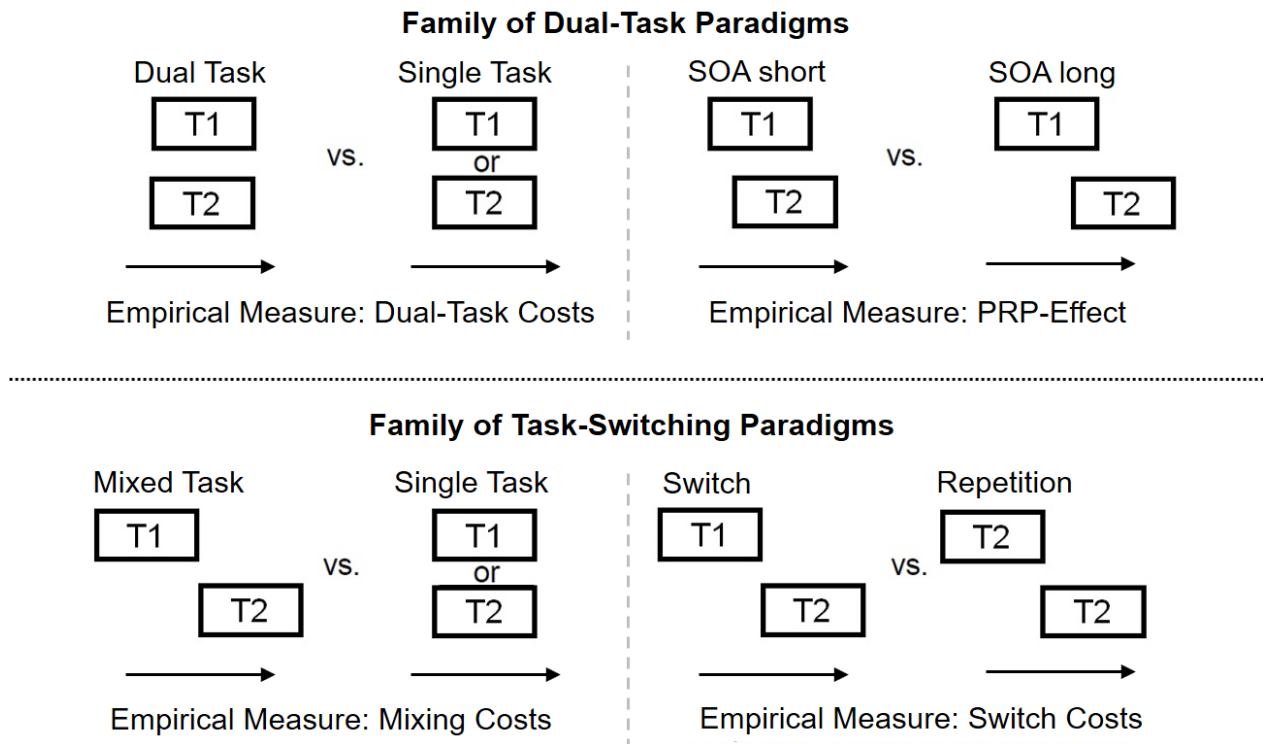 Family of Dual-Task Paradigms
Dual Task
Single Task
SOA short
SOA long
T1
T2
vs.
T1
or
T2
T1
T2
vs.
T1
T2
Empirical Measure: Dual-Task Costs
Empirical Measure: PRP-Effect
Family of Task-Switching Paradigms
Mixed Task
Single Task
Switch
Repetition
T1
T2
vs.
T1
or
T2
T1
T2
vs.
T2
T2
Empirical Measure: Mixing Costs
Empirical Measure: Switch Costs